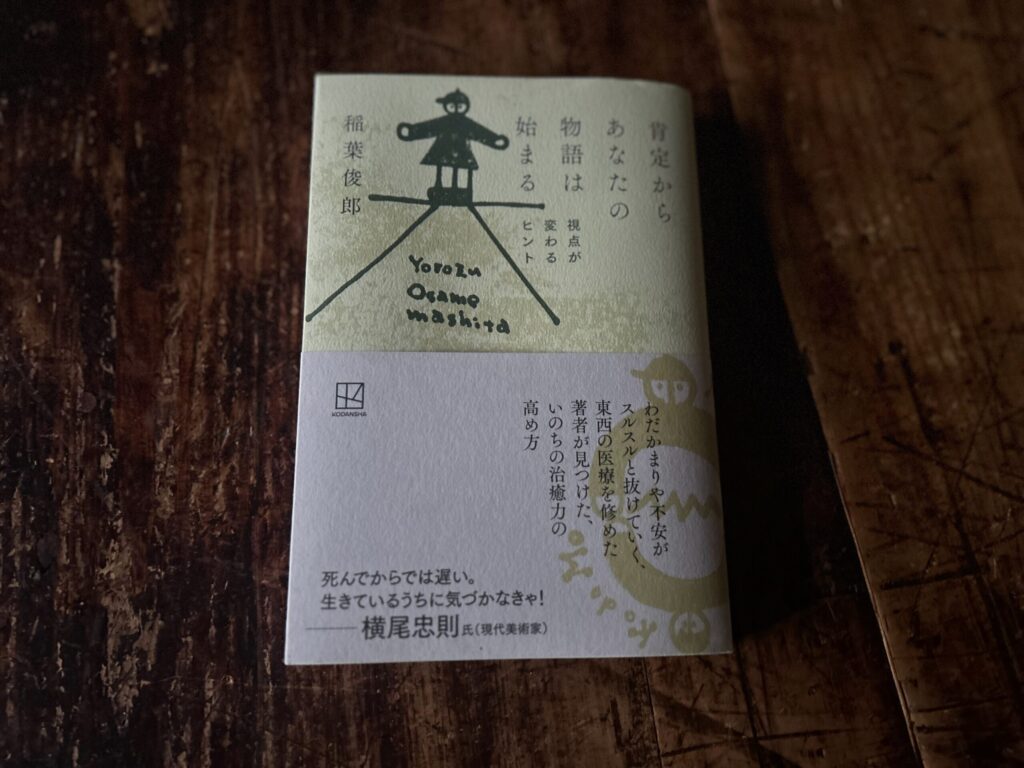 肯定から
あなたの
物語は
始まる
視点が
変わる
ヒント
稲葉俊郎
Yorozu
Osame
mashita
KODANSHA
わだかまりや不安が
スルスルと抜けていく、
東西の医療を修めた
著者が見つけた、
いのちの治癒力の
高め方
死んでからでは遅い。
生きているうちに気づかなきゃ!
——横尾忠則氏(現代美術家)